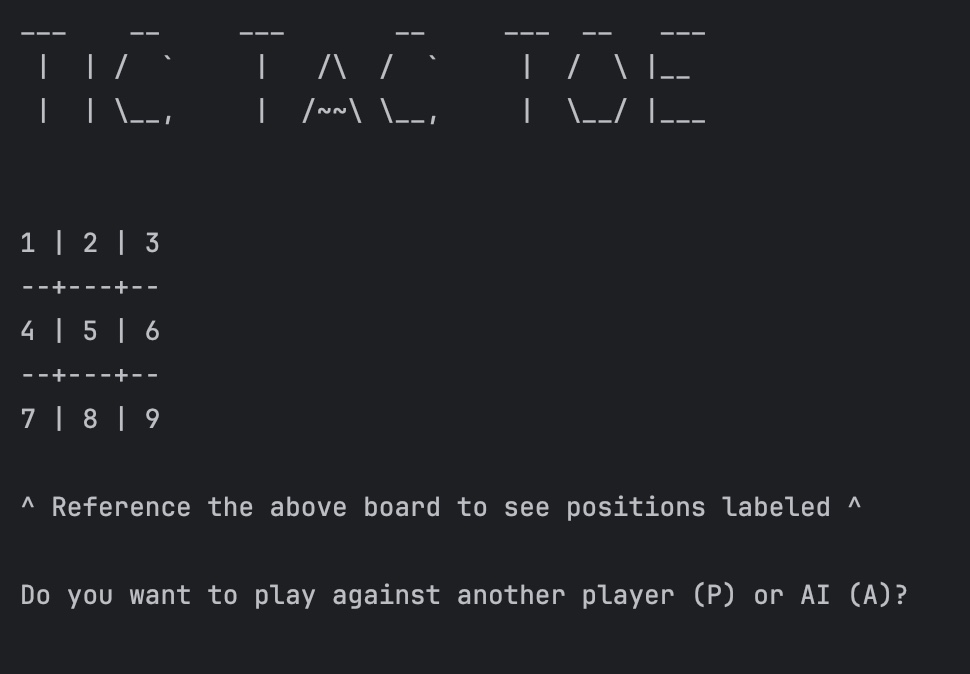 ___    __     ___       __     ___  __   ___
 |  | /  `     |   /\  /  `     |  /  \ |__
 |  | \__,     |  /~~\ \__,     |  \__/ |___
1 | 2 | 3
--+---+--
4 | 5 | 6
--+---+--
7 | 8 | 9
^ Reference the above board to see positions labeled ^
Do you want to play against another player (P) or AI (A)?